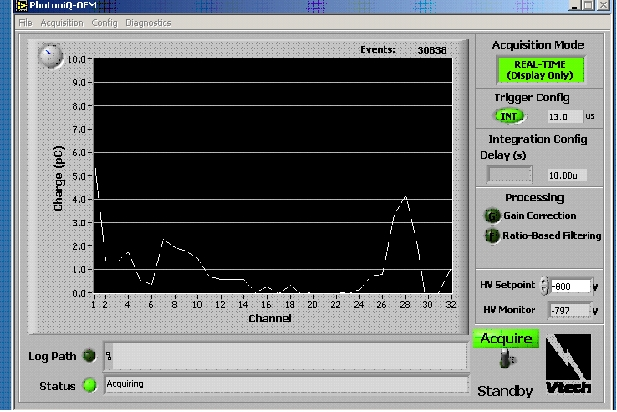 PhotoniQ-OEM
File Acquisition Config Diagnostics
Events: 30838
Acquisition Mode
REAL-TIME
(Display Only)
Trigger Config
INT 13.0 us
Integration Config
Delay (s)
10.00u
Processing
G Gain Correction
F Ratio-Based Filtering
HV Setpoint -800 V
HV Monitor -797 V
Charge (pC)
10.0
9.0
8.0
7.0
6.0
5.0
4.0
3.0
2.0
1.0
0.0
1 2 4 6 8 10 12 14 16 18 20 22 24 26 28 30 32
Channel
Acquire
Standby
Vtech
Log Path %
Status Acquiring